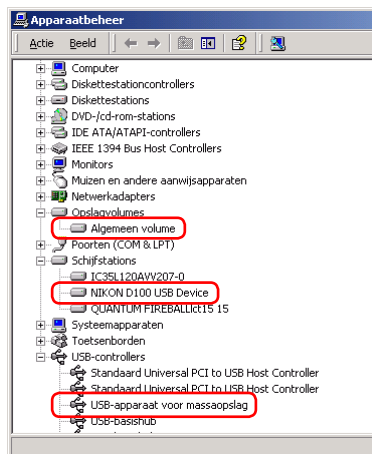 Apparaatbeheer
Actie Beeld
Computer
Diskettestationcontrollers
Diskettestations
DVD-/cd-rom-stations
IDE ATA/ATAPI-controllers
IEEE 1394 Bus Host Controllers
Monitors
Muizen en andere aanwijsapparaten
Netwerkadapters
Opslagvolumes
Algemeen volume
Poorten (COM & LPT)
Schijfstations
IC35L120AVV207-0
NIKON D100 USB Device
QUANTUM FIREBALLlct15 15
Systeemapparaten
Toetsenborden
USB-controllers
Standaard Universal PCI to USB Host Controller
Standaard Universal PCI to USB Host Controller
USB-apparaat voor massaopslag
USB-basishub